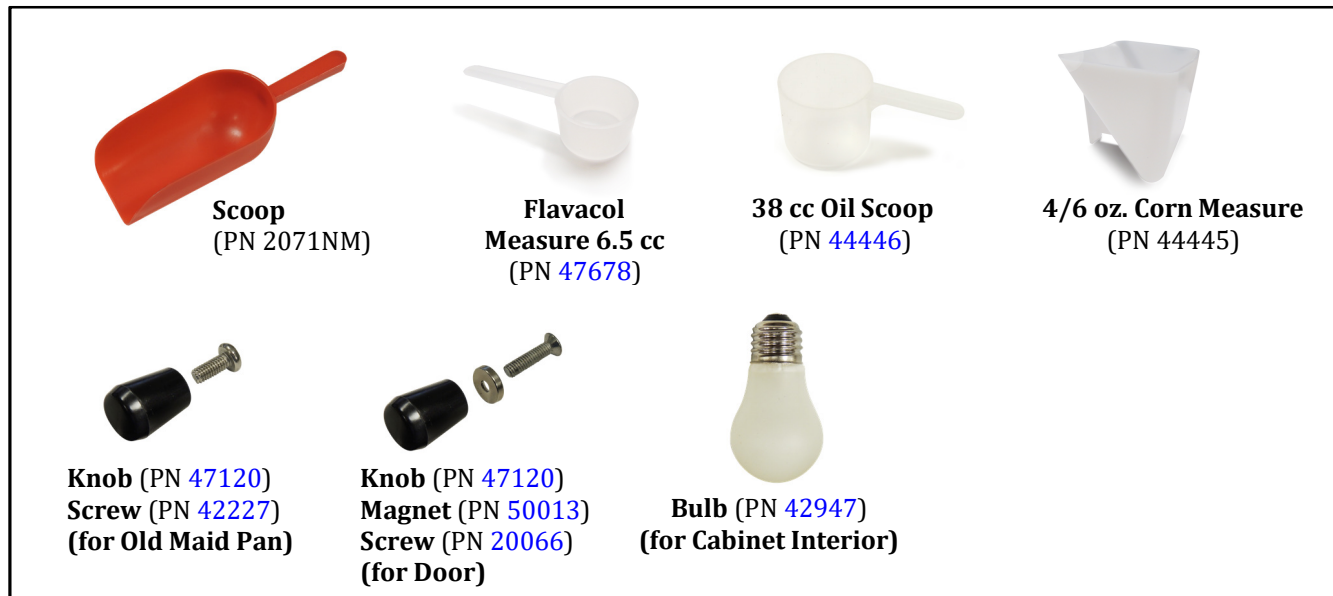 Scoop
(PN 2071NM)
Flavacol
Measure 6.5 cc
(PN 47678)
38 cc Oil Scoop
(PN 44446)
4/6 oz. Corn Measure
(PN 44445)
Knob (PN 47120)
Screw (PN 42227)
(for Old Maid Pan)
Knob (PN 47120)
Magnet (PN 50013)
Screw (PN 20066)
(for Door)
Bulb (PN 42947)
(for Cabinet Interior)